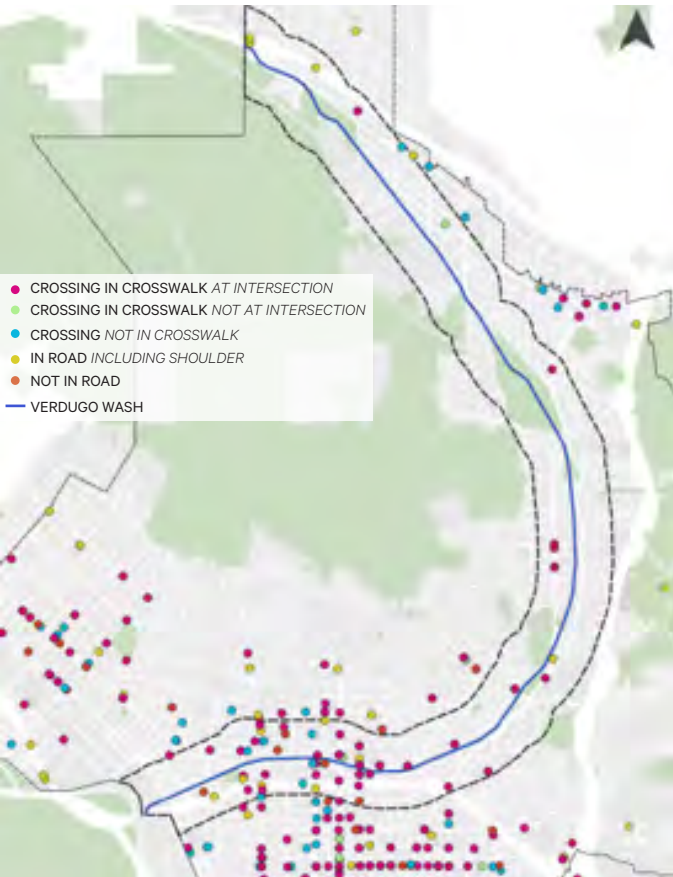 CROSSING IN CROSSWALK AT INTERSECTION
CROSSING IN CROSSWALK NOT AT INTERSECTION
CROSSING NOT IN CROSSWALK
IN ROAD INCLUDING SHOULDER
NOT IN ROAD
VERDUGO WASH